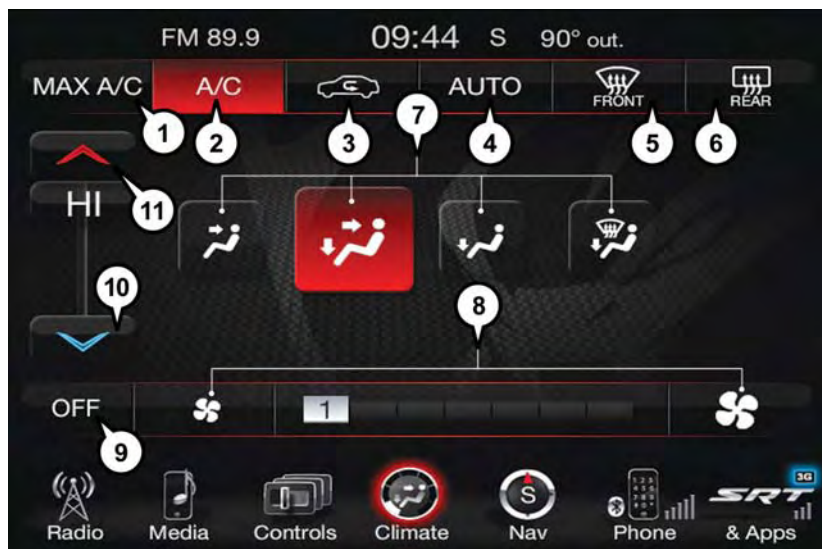 FM 89.9 09:44 S 90° out.
MAX A/C A/C AUTO FRONT REAR
1 2 3 4 7 5 6
HI 11
10
8
OFF 1
9
S 3G SRT
Radio Media Controls Climate Nav Phone & Apps